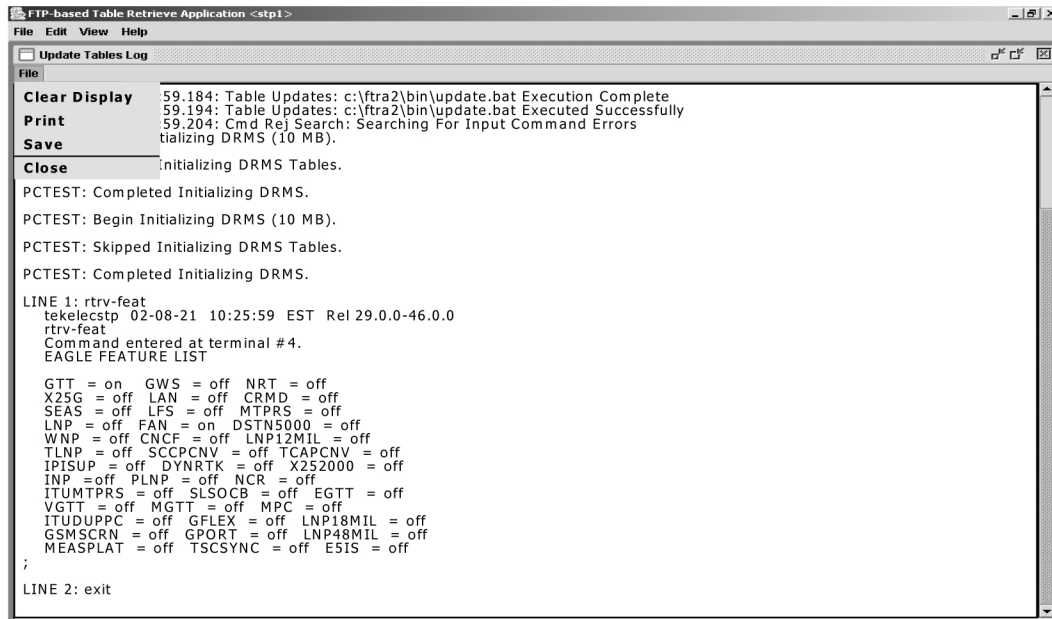 FTP-based Table Retrieve Application <stp1>
File Edit View Help
Update Tables Log
File
Clear Display
Print
Save
Close
:59.184: Table Updates: c:\ftra2\bin\update.bat Execution Complete
:59.194: Table Updates: c:\ftra2\bin\update.bat Executed Successfully
:59.204: Cmd Rej Search: Searching For Input Command Errors
tializing DRMS (10 MB).
Initializing DRMS Tables.
PCTEST: Completed Initializing DRMS.
PCTEST: Begin Initializing DRMS (10 MB).
PCTEST: Skipped Initializing DRMS Tables.
PCTEST: Completed Initializing DRMS.
LINE 1: rtrv-feat
tekelecstp 02-08-21 10:25:59 EST Rel 29.0.0-46.0.0
rtrv-feat
Command entered at terminal #4.
EAGLE FEATURE LIST
GTT = on GWS = off NRT = off
X25G = off LAN = off CRMD = off
SEAS = off LFS = off MTPRS = off
LNP = off FAN = on DSTN5000 = off
WNP = off CNCF = off LNP12MIL = off
TLNP = off SCCPCNV = off TCAPCNV = off
IPISUP = off DYNRTK = off X252000 = off
INP =off PLNP = off NCR = off
ITUMTPRS = off SLSOCB = off EGTT = off
VGTT = off MGTT = off MPC = off
ITUDUPPC = off GFLEX = off LNP18MIL = off
GSMSCRN = off GPORT = off LNP48MIL = off
MEASPLAT = off TSCSYNC = off E5IS = off
;
LINE 2: exit